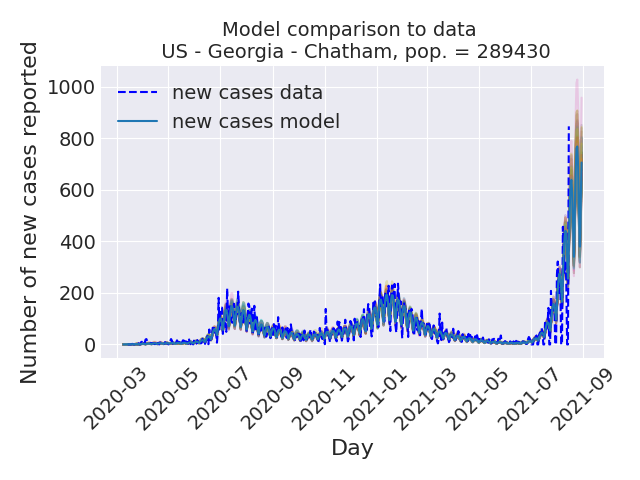 Model comparison to data
US - Georgia - Chatham, pop. = 289430
Number of new cases reported
1000
800
600
400
200
0
new cases data
new cases model
2020-03
2020-05
2020-07
2020-09
2020-11
2021-01
2021-03
2021-05
2021-07
2021-09
Day